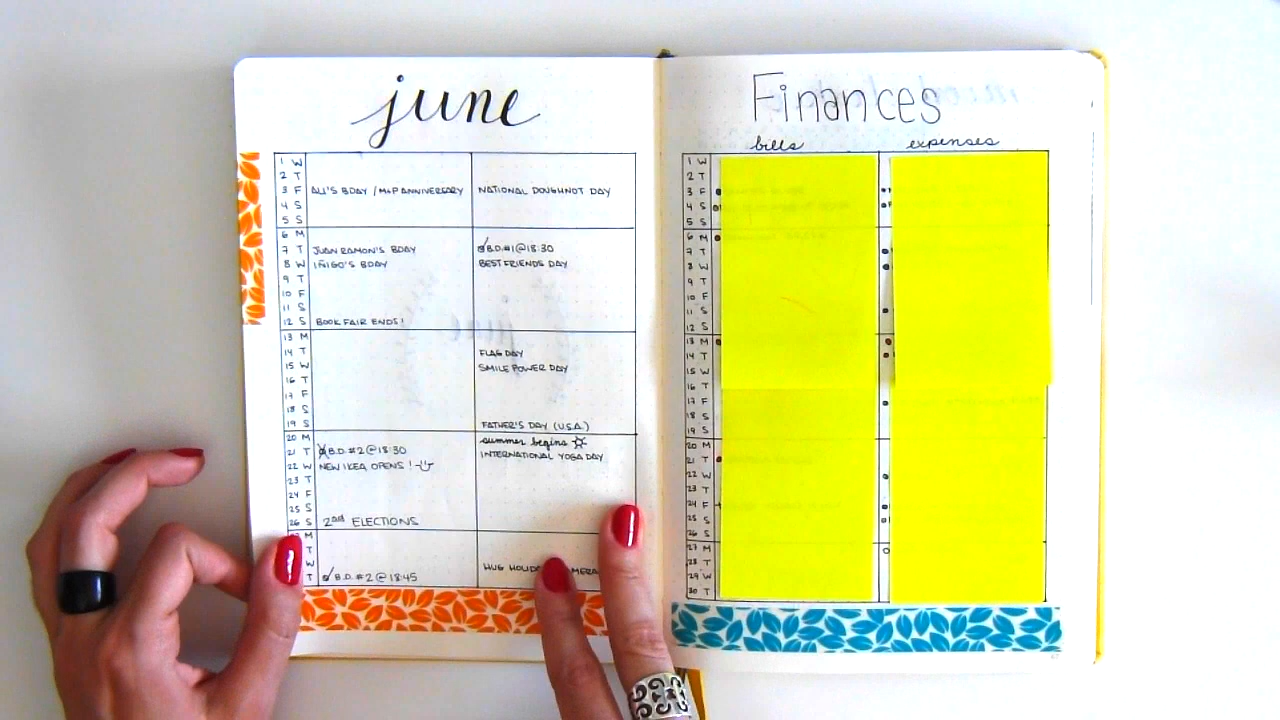 june
1 W
2 T
3 F ALI'S BDAY / M+P ANNIVERSARY NATIONAL DOUGHNUT DAY
4 S
5 S
6 M
7 T JUAN RAMON'S BDAY B.D. #1 @ 18:30
8 W IÑIGO'S BDAY BEST FRIENDS DAY
9 T
10 F
11 S
12 S BOOK FAIR ENDS!
13 M
14 T FLAG DAY
15 W SMILE POWER DAY
16 T
17 F
18 S
19 S FATHER'S DAY (U.S.A.)
20 M summer begins
21 T B.D. #2 @ 18:30 INTERNATIONAL YOGA DAY
22 W NEW IKEA OPENS!
23 T
24 F
25 S
26 S 2nd ELECTIONS
M
T
W HUG HOLID
T B.D. #2 @ 18:45
Finances
bills expenses
1 W
2 T
3 F
4 S
5 S
6 M
7 T
8 W
9 T
10 F
11 S
12 S
13 M
14 T
15 W
16 T
17 F
18 S
19 S
20 M
21 T
22 W
23 T
24 F
25 S
26 S
27 M
28 T
29 W
30 T